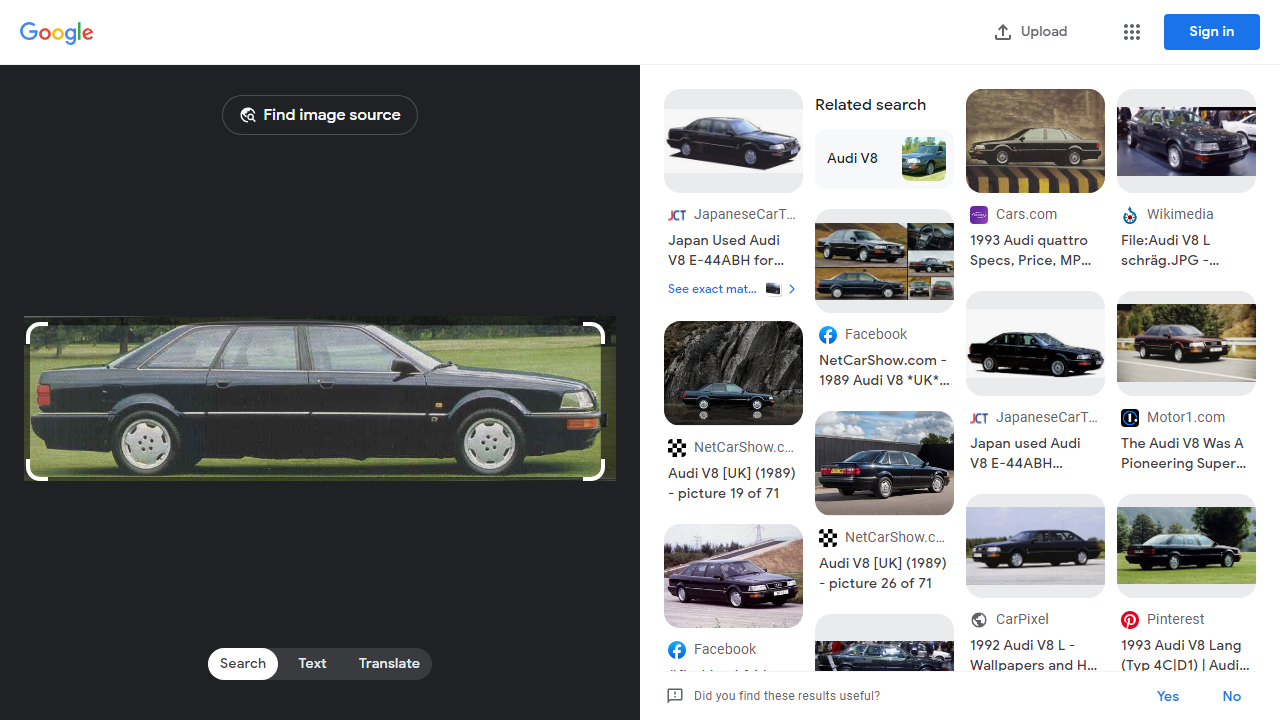 Google
Upload
Sign in
Find image source
Search
Text
Translate
JCT
JapaneseCarT...
Japan Used Audi
V8 E-44ABH for...
See exact mat...
NetCarShow.c...
Audi V8 [UK] (1989)
- picture 19 of 71
Facebook
Related search
Audi V8
Facebook
NetCarShow.com -
1989 Audi V8 *UK*...
NetCarShow.c...
Audi V8 [UK] (1989)
- picture 26 of 71
Cars.com
1993 Audi quattro
Specs, Price, MP...
JCT
JapaneseCarT...
Japan used Audi
V8 E-44ABH...
CarPixel
1992 Audi V8 L -
Wallpapers and H...
Wikimedia
File:Audi V8 L
schräg.JPG -...
Motor1.com
The Audi V8 Was A
Pioneering Super...
Pinterest
1993 Audi V8 Lang
(Typ 4C|D1) | Audi...
Did you find these results useful?
Yes
No